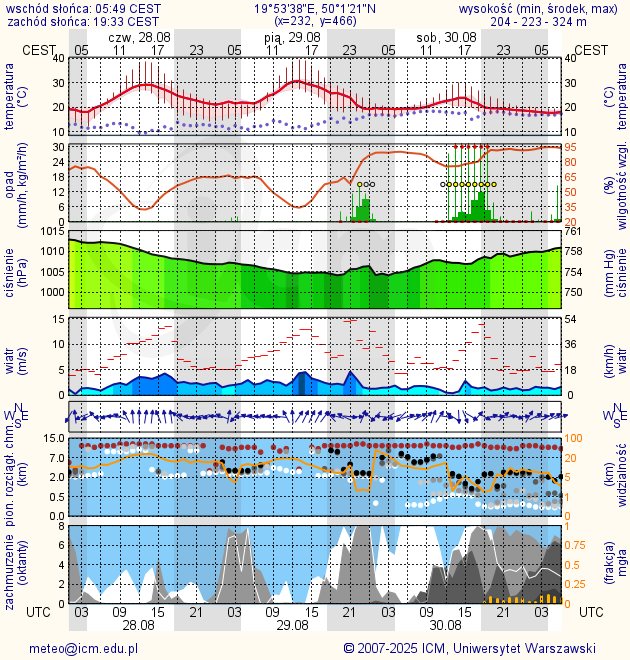 wschód słońca: 05:49 CEST 19°53'38"E, 50°1'21"N wysokość (min, środek, max)
zachód słońca: 19:33 CEST (x=232, y=466) 204 - 223 - 324 m
czw, 28.08 pią, 29.08 sob, 30.08
CEST 05 11 17 23 05 11 17 23 05 11 17 23 05 CEST
temperatura
(°C)
40 40
30 30
20 20
10 10
(°C)
temperatura
opad
(mm/h, kg/m²/h)
30 95
24 80
18 65
12 50
6 35
0 20
(%)
wilgotność wzgl.
ciśnienie
(hPa)
1015 761
1010 758
1005 754
1000 750
(mm Hg)
ciśnienie
wiatr
(m/s)
15 54
10 36
5 18
0 0
(km/h)
wiatr
N N
W E W E
S S
pion. rozciągł. chm.
(km)
15.0 100
7.0 20
2.0 5
0.5 1
0.0 0
(km)
widzialność
zachmurzenie
(oktanty)
8 1
6 0.75
4 0.5
2 0.25
0 0
(frakcja)
mgła
UTC 03 09 15 21 03 09 15 21 03 09 15 21 03 UTC
28.08 29.08 30.08
meteo@icm.edu.pl © 2007-2025 ICM, Uniwersytet Warszawski